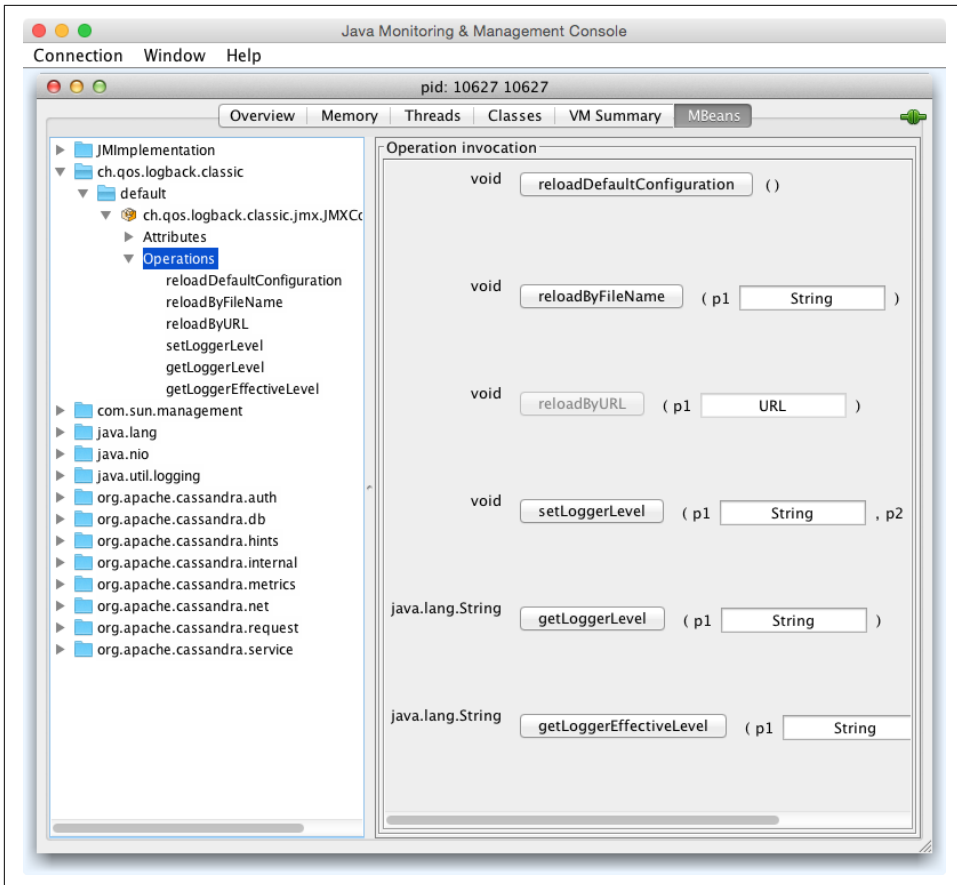 Java Monitoring & Management Console
Connection Window Help
pid: 10627 10627
Overview Memory Threads Classes VM Summary MBeans
JMImplementation
ch.qos.logback.classic
default
ch.qos.logback.classic.jmx.JMXCo
Attributes
Operations
reloadDefaultConfiguration
reloadByFileName
reloadByURL
setLoggerLevel
getLoggerLevel
getLoggerEffectiveLevel
com.sun.management
java.lang
java.nio
java.util.logging
org.apache.cassandra.auth
org.apache.cassandra.db
org.apache.cassandra.hints
org.apache.cassandra.internal
org.apache.cassandra.metrics
org.apache.cassandra.net
org.apache.cassandra.request
org.apache.cassandra.service
Operation invocation
void reloadDefaultConfiguration ()
void reloadByFileName ( p1 String )
void reloadByURL ( p1 URL )
void setLoggerLevel ( p1 String , p2
java.lang.String getLoggerLevel ( p1 String )
java.lang.String getLoggerEffectiveLevel ( p1 String